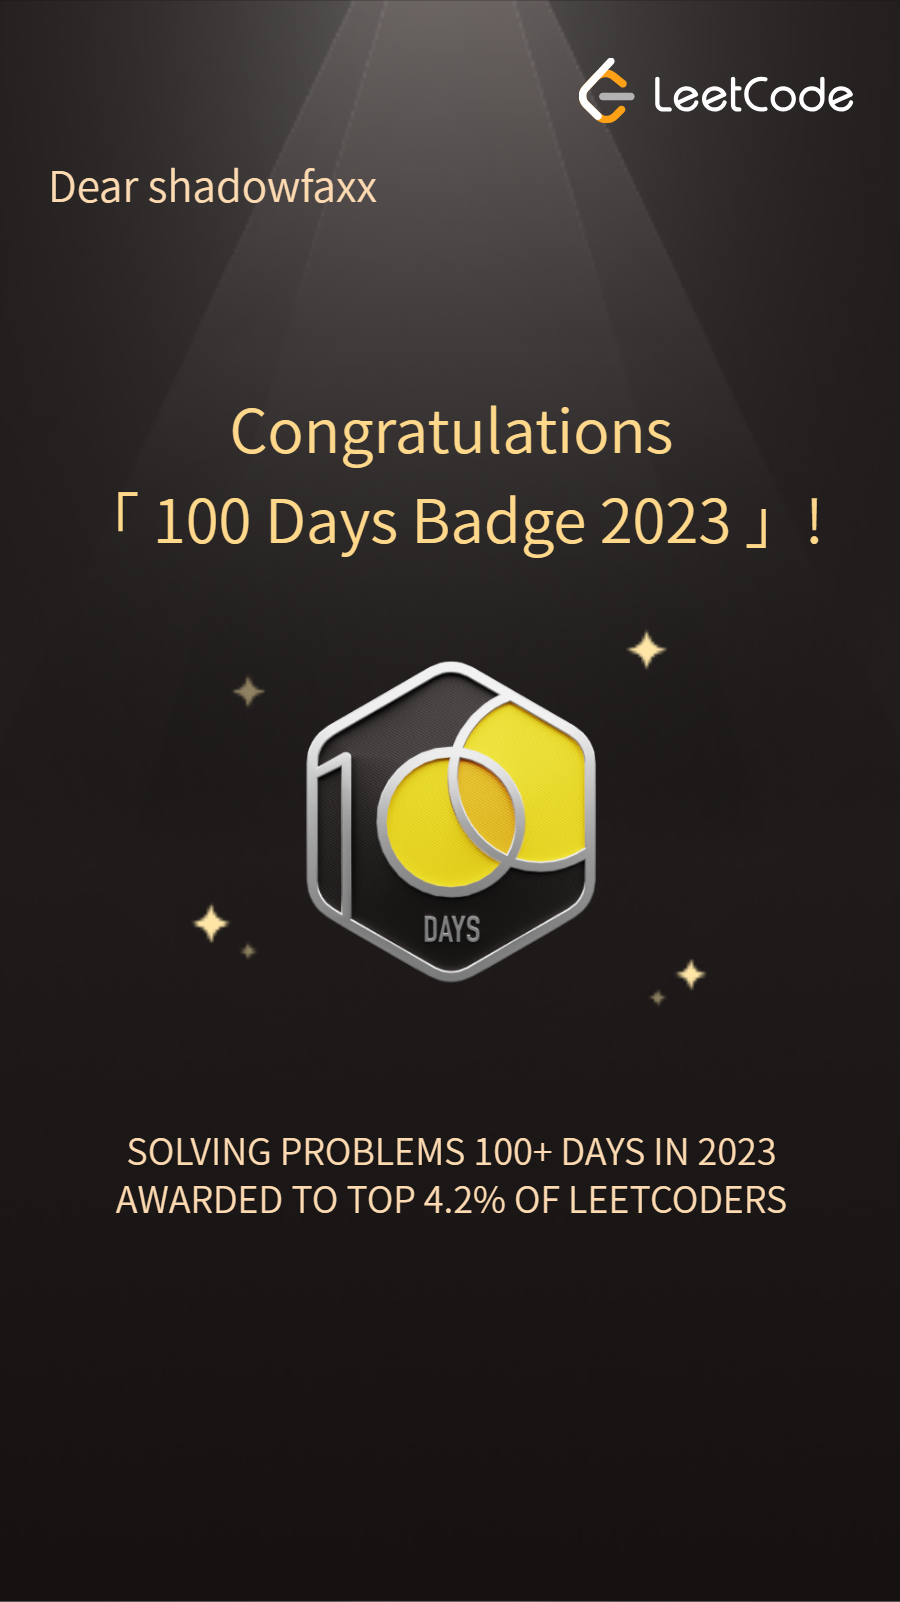 LeetCode
Dear shadowfaxx
Congratulations
「 100 Days Badge 2023 」!
100
DAYS
SOLVING PROBLEMS 100+ DAYS IN 2023
AWARDED TO TOP 4.2% OF LEETCODERS